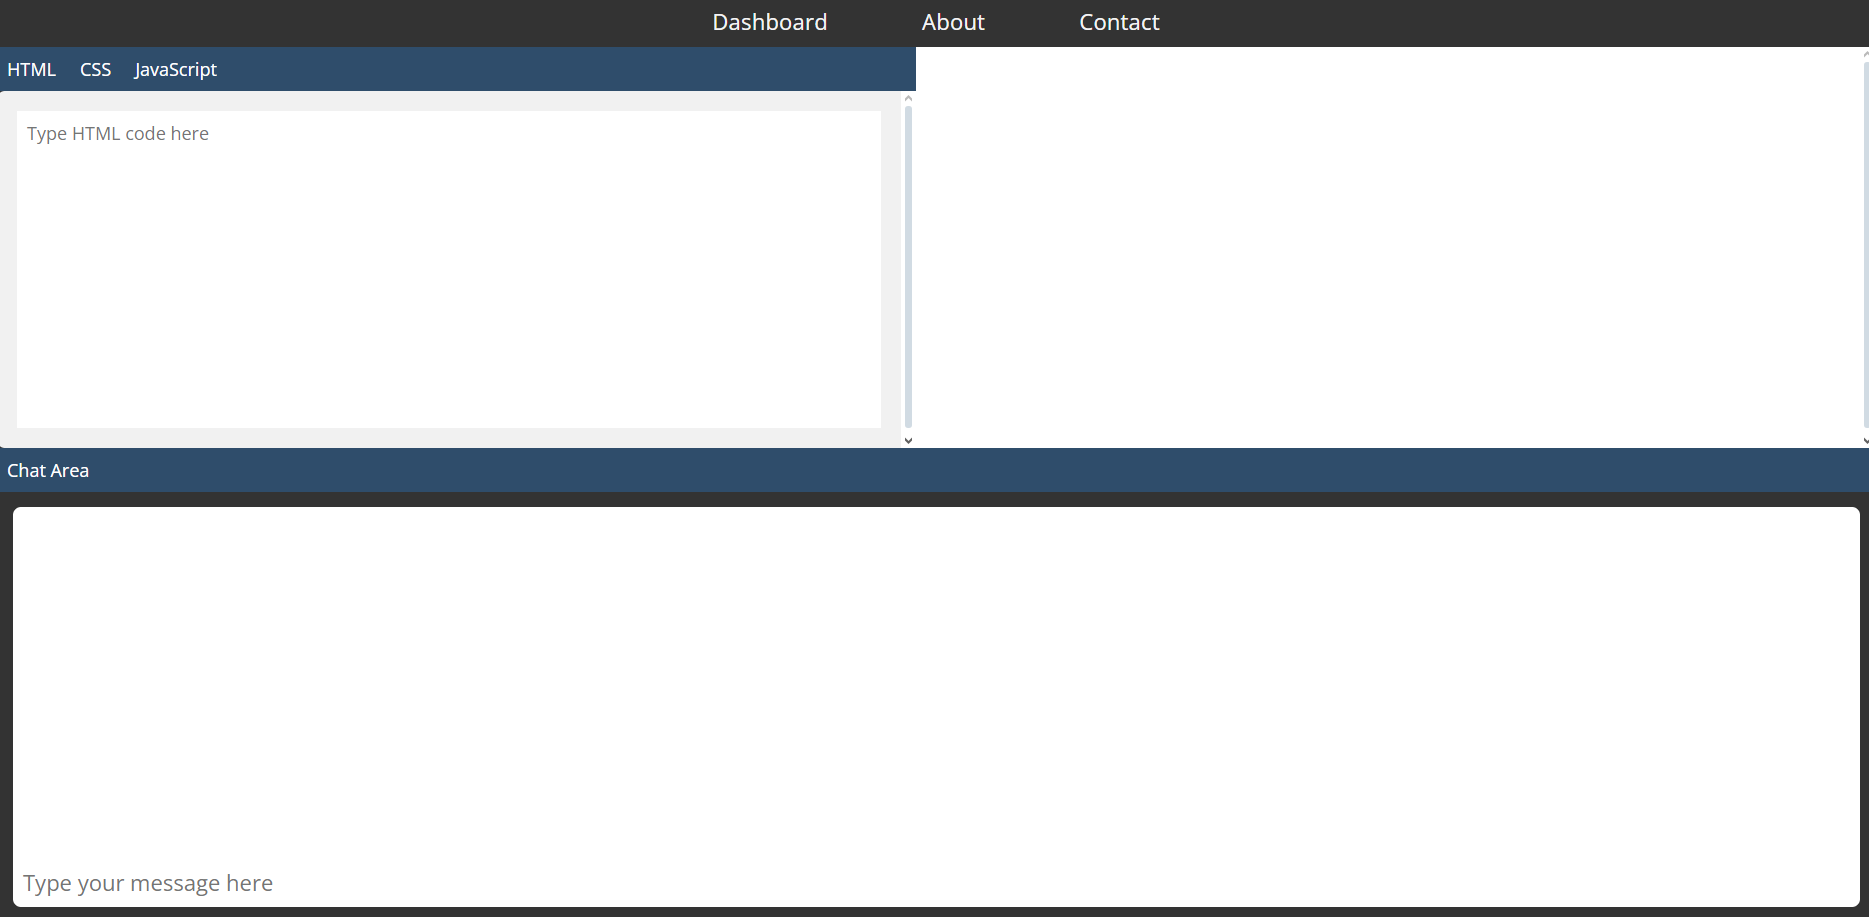 Dashboard About Contact
HTML CSS JavaScript
Type HTML code here
Chat Area
Type your message here